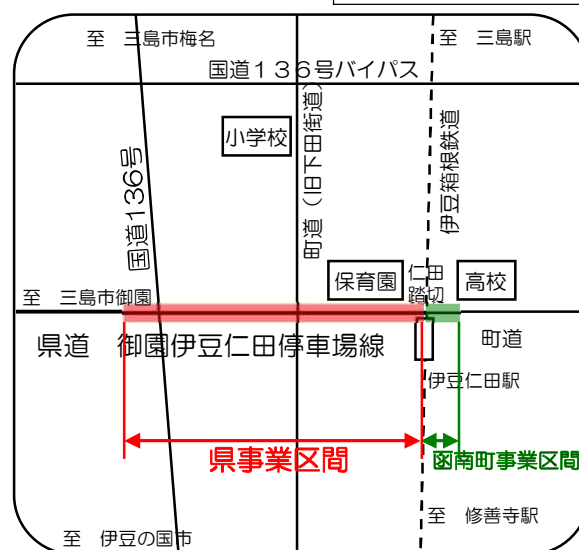 至 三島市梅名
至 三島駅
国道136号バイパス
小学校
町道(旧下田街道)
伊豆箱根鉄道
国道136号
保育園
仁田
踏切
高校
至 三島市御園
県道 御園伊豆仁田停車場線
町道
伊豆仁田駅
県事業区間
函南町事業区間
至 修善寺駅
至 伊豆の国市